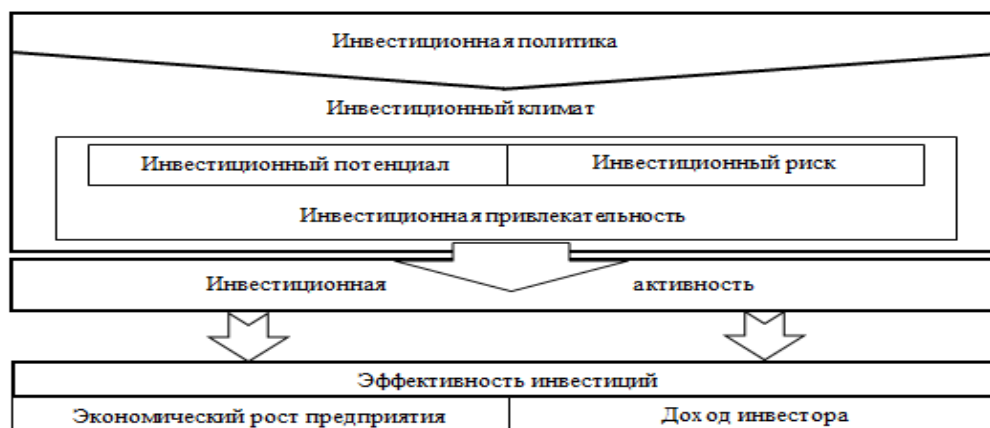 Инвестиционная политика
Инвестиционный климат
Инвестиционный потенциал
Инвестиционный риск
Инвестиционная привлекательность
Инвестиционная активность
Эффективность инвестиций
Экономический рост предприятия
Доход инвестора